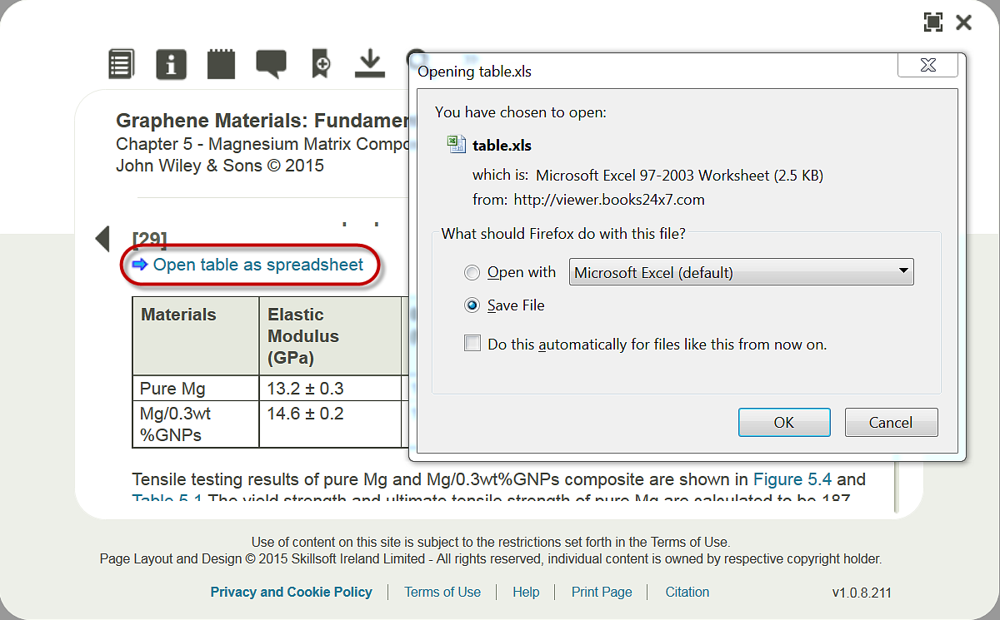 Graphene Materials: Fundamen
Chapter 5 - Magnesium Matrix Compo
John Wiley & Sons © 2015
[29]
Open table as spreadsheet
Materials
Elastic
Modulus
(GPa)
Pure Mg
13.2 ± 0.3
Mg/0.3wt
%GNPs
14.6 ± 0.2
Tensile testing results of pure Mg and Mg/0.3wt%GNPs composite are shown in Figure 5.4 and
Table 5.1 The yield strength and ultimate tensile strength of pure Mg are calculated to be 187
Opening table.xls
You have chosen to open:
table.xls
which is: Microsoft Excel 97-2003 Worksheet (2.5 KB)
from: http://viewer.books24x7.com
What should Firefox do with this file?
Open with
Microsoft Excel (default)
Save File
Do this automatically for files like this from now on.
OK
Cancel
Use of content on this site is subject to the restrictions set forth in the Terms of Use.
Page Layout and Design © 2015 Skillsoft Ireland Limited - All rights reserved, individual content is owned by respective copyright holder.
Privacy and Cookie Policy
Terms of Use
Help
Print Page
Citation
v1.0.8.211